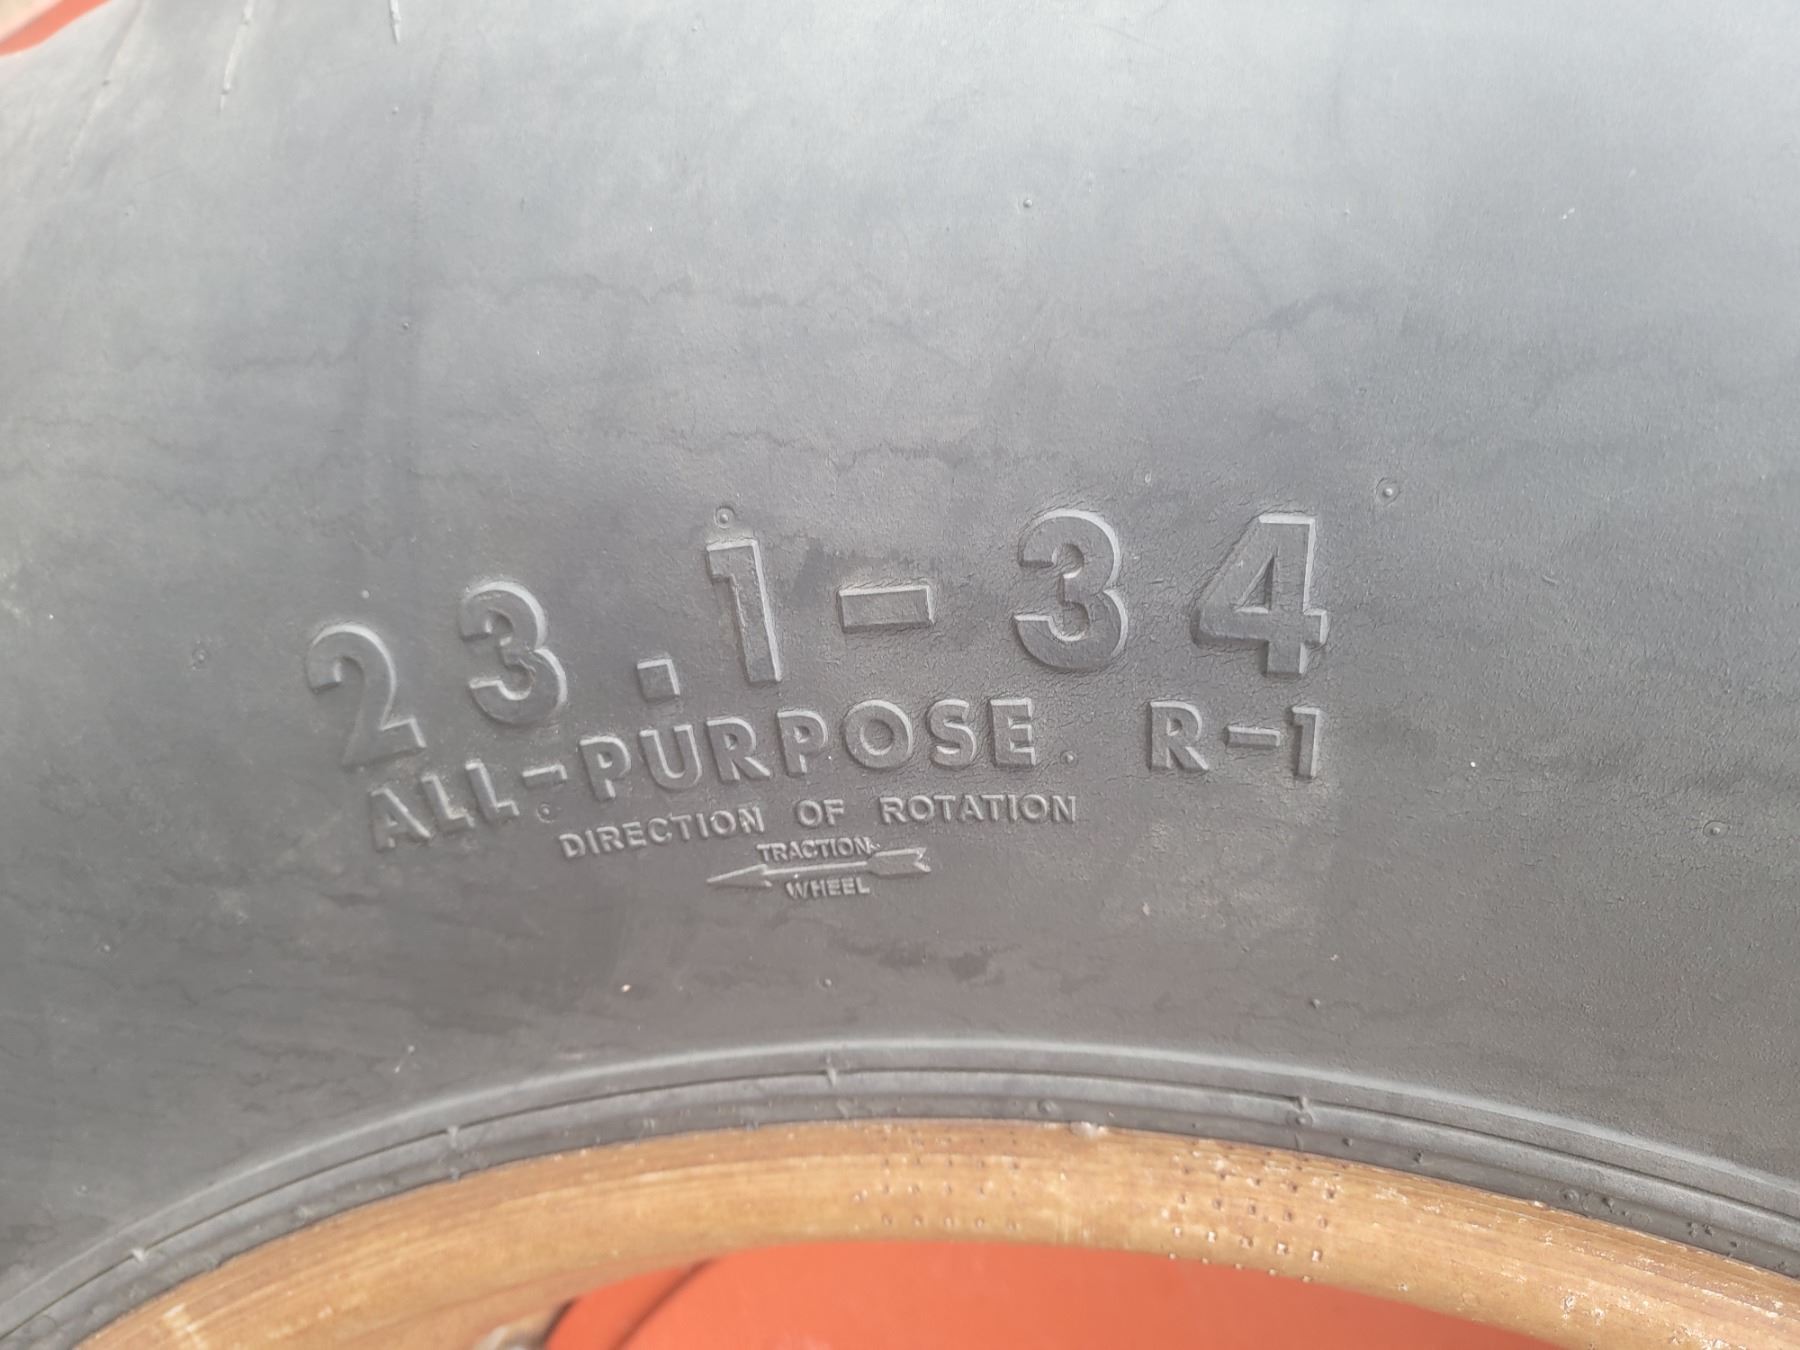 23.1-34
ALL-PURPOSE R-1
DIRECTION OF ROTATION
TRACTION
WHEEL